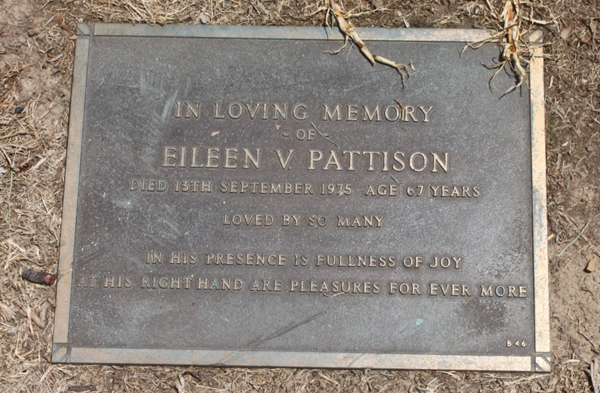 IN LOVING MEMORY
- OF -
EILEEN V. PATTISON
DIED 13TH SEPTEMBER 1975 AGE 67 YEARS
LOVED BY SO MANY
IN HIS PRESENCE IS FULLNESS OF JOY
AT HIS RIGHT HAND ARE PLEASURES FOR EVER MORE
B 46